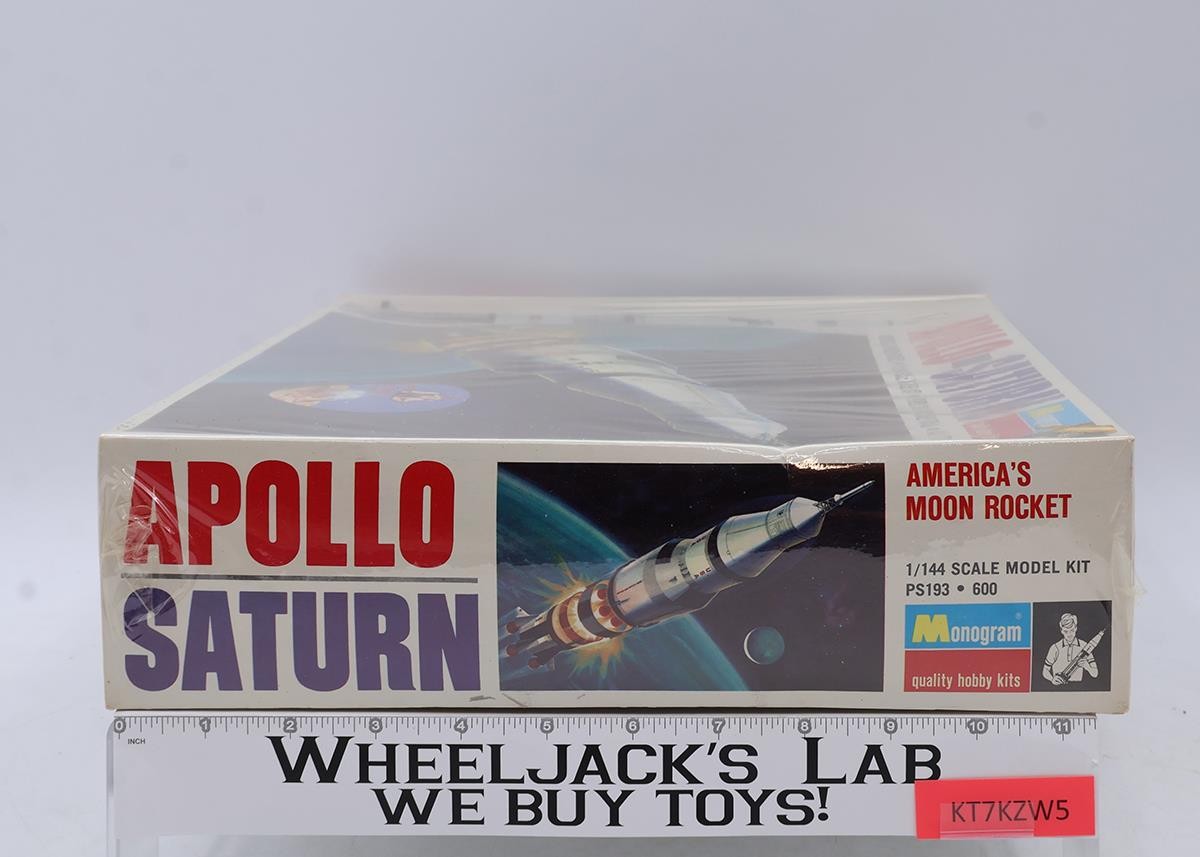 APOLLO
SATURN
USA
AMERICA'S
MOON ROCKET
1/144 SCALE MODEL KIT
PS193 • 600
Monogram®
quality hobby kits
0 1 2 3 4 5 6 7 8 9 10 11
INCH
WHEELJACK'S LAB
WE BUY TOYS!
KT7KZW5